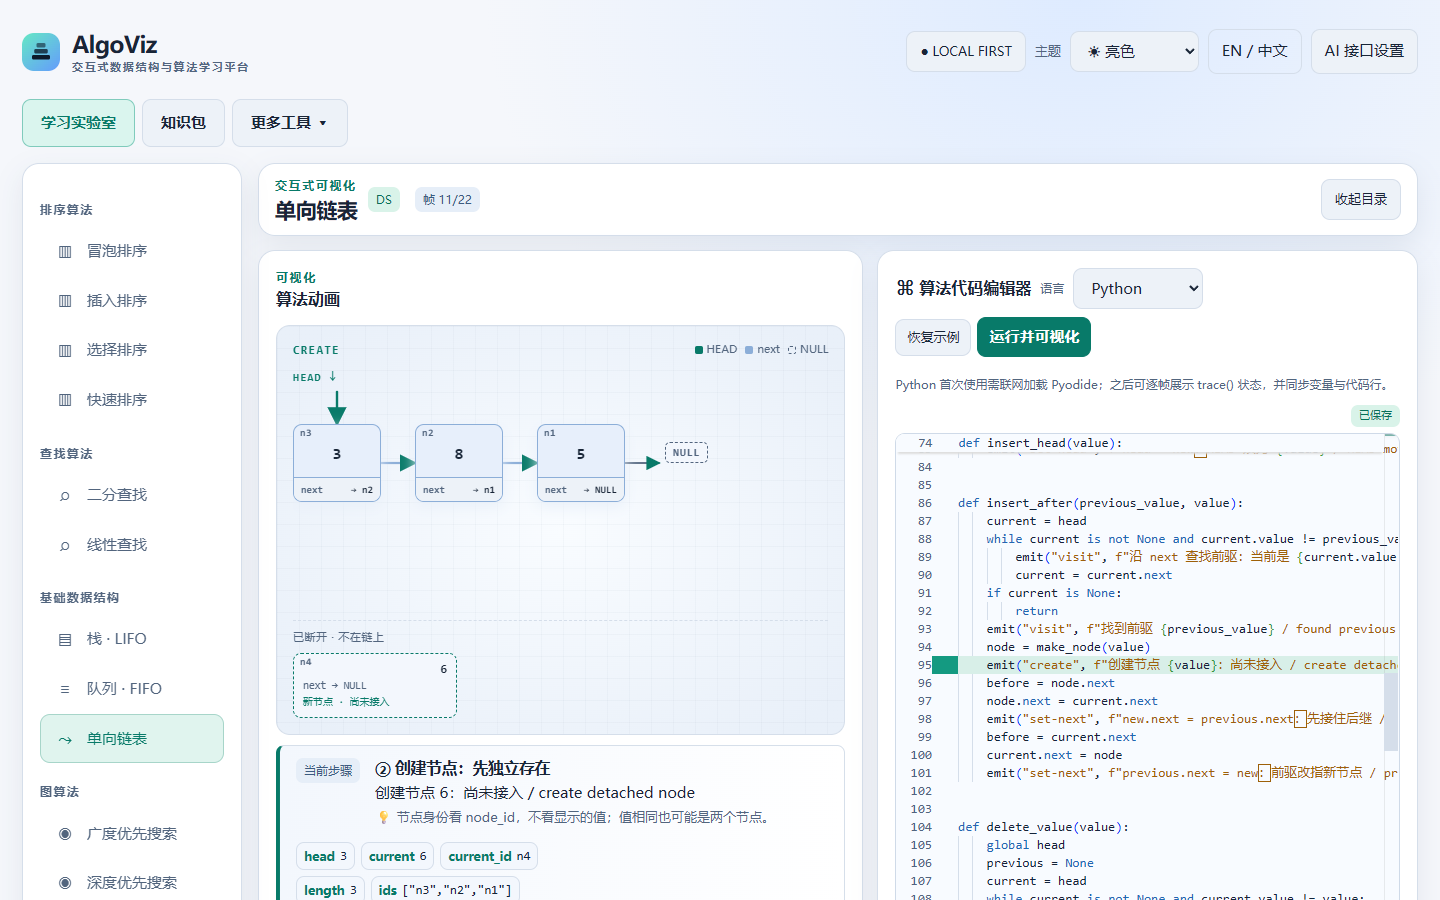 AlgoViz
交互式数据结构与算法学习平台
● LOCAL FIRST
主题
☀ 亮色
EN / 中文
AI 接口设置
学习实验室
知识包
更多工具 ▼
排序算法
冒泡排序
插入排序
选择排序
快速排序
查找算法
二分查找
线性查找
基础数据结构
栈 · LIFO
队列 · FIFO
单向链表
图算法
广度优先搜索
深度优先搜索
交互式可视化
单向链表
DS
帧 11/22
收起目录
可视化
算法动画
CREATE
HEAD
next
NULL
HEAD ↓
n3
3
next → n2
n2
8
next → n1
n1
5
next → NULL
NULL
已断开 · 不在链上
n4
6
next → NULL
新节点 · 尚未接入
当前步骤
② 创建节点：先独立存在
创建节点 6：尚未接入 / create detached node
💡 节点身份看 node_id，不看显示的值；值相同也可能是两个节点。
head 3
current 6
current_id n4
length 3
ids ["n3","n2","n1"]
⌘ 算法代码编辑器
语言
Python
恢复示例
运行并可视化
Python 首次使用需联网加载 Pyodide；之后可逐帧展示 trace() 状态，并同步变量与代码行。
已保存
74 def insert_head(value):
84
85
86 def insert_after(previous_value, value):
87 current = head
88 while current is not None and current.value != previous_va
89 emit("visit", f"沿 next 查找前驱：当前是 {current.value
90 current = current.next
91 if current is None:
92 return
93 emit("visit", f"找到前驱 {previous_value} / found previous
94 node = make_node(value)
95 emit("create", f"创建节点 {value}：尚未接入 / create detache
96 before = node.next
97 node.next = current.next
98 emit("set-next", f"new.next = previous.next：先接住后继 /
99 before = current.next
100 current.next = node
101 emit("set-next", f"previous.next = new：前驱改指新节点 / pr
102
103
104 def delete_value(value):
105 global head
106 previous = None
107 current = head
108 while current is not None and current.value != value: